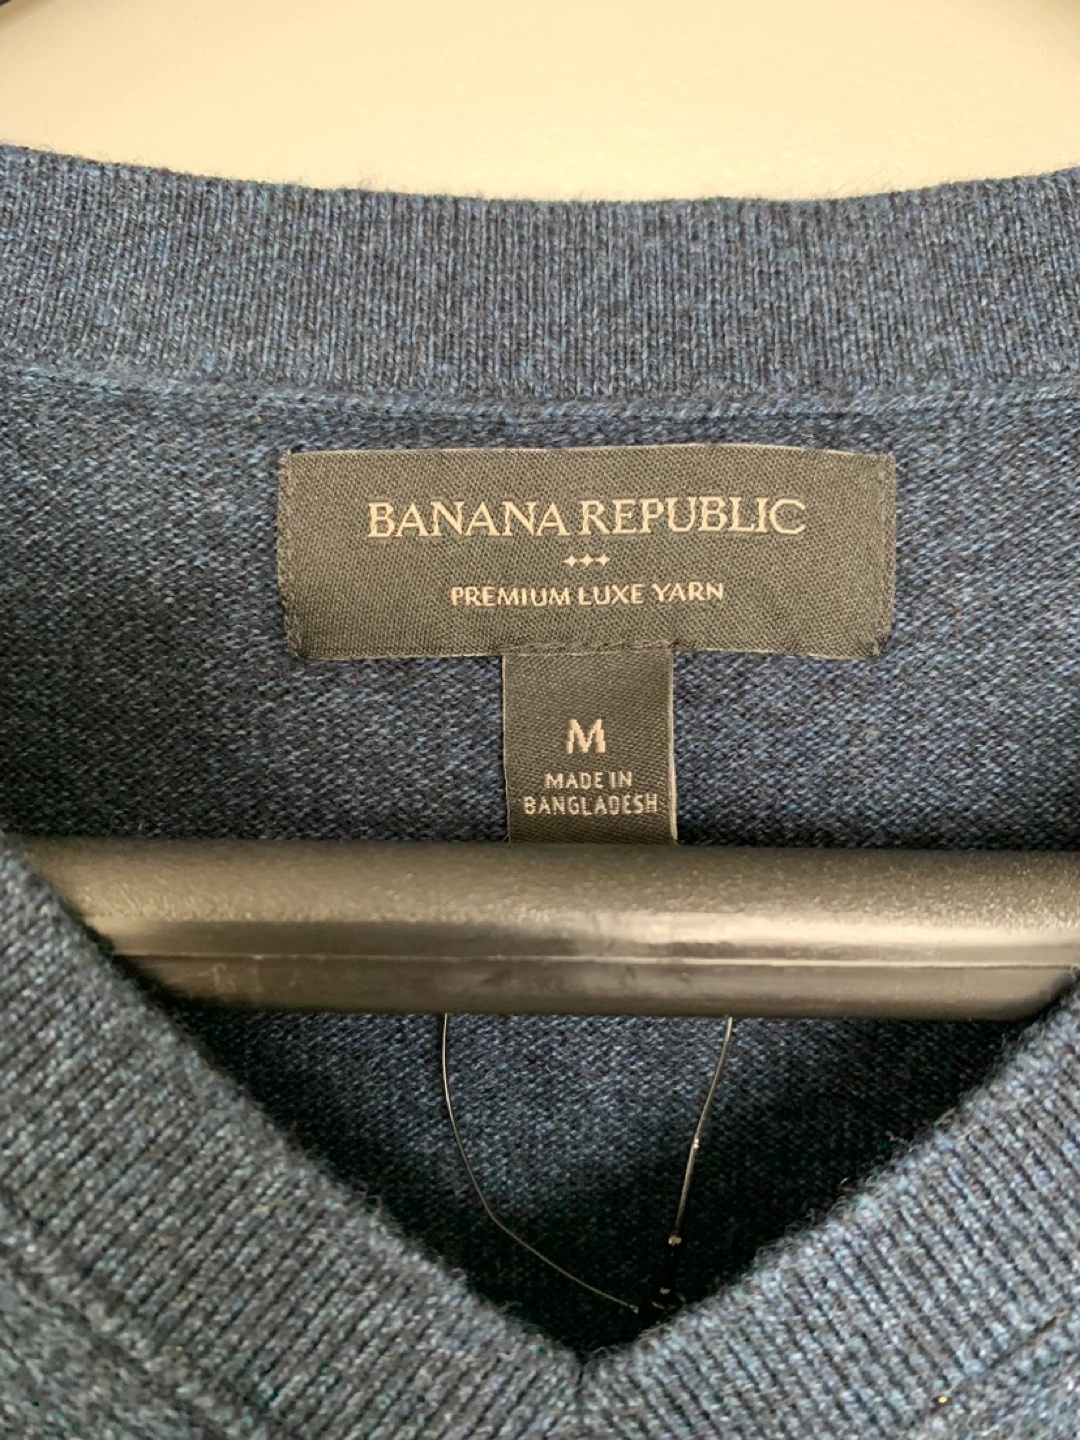 BANANA REPUBLIC
PREMIUM LUXE YARN
M
MADE IN
BANGLADESH